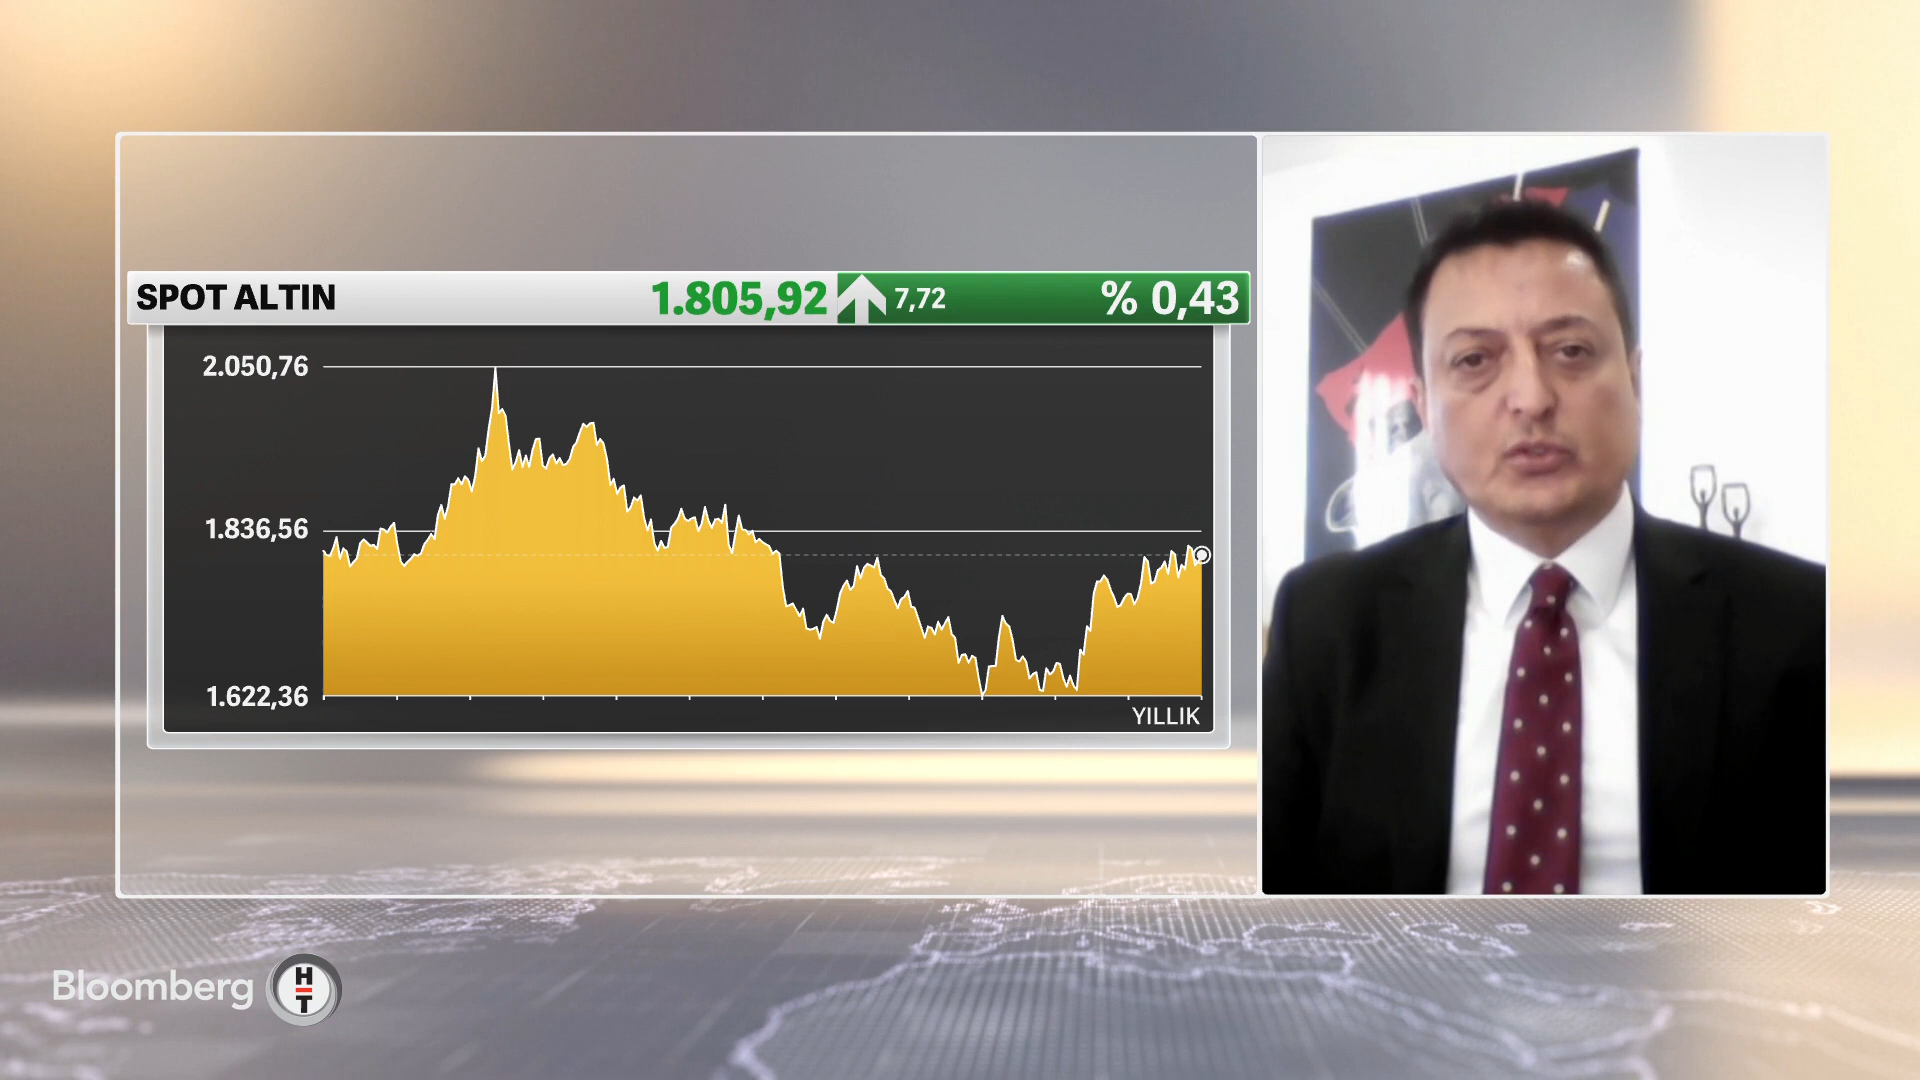 SPOT ALTIN 1.805,92 7,72 % 0,43
2.050,76
1.836,56
1.622,36
YILLIK
Bloomberg HT